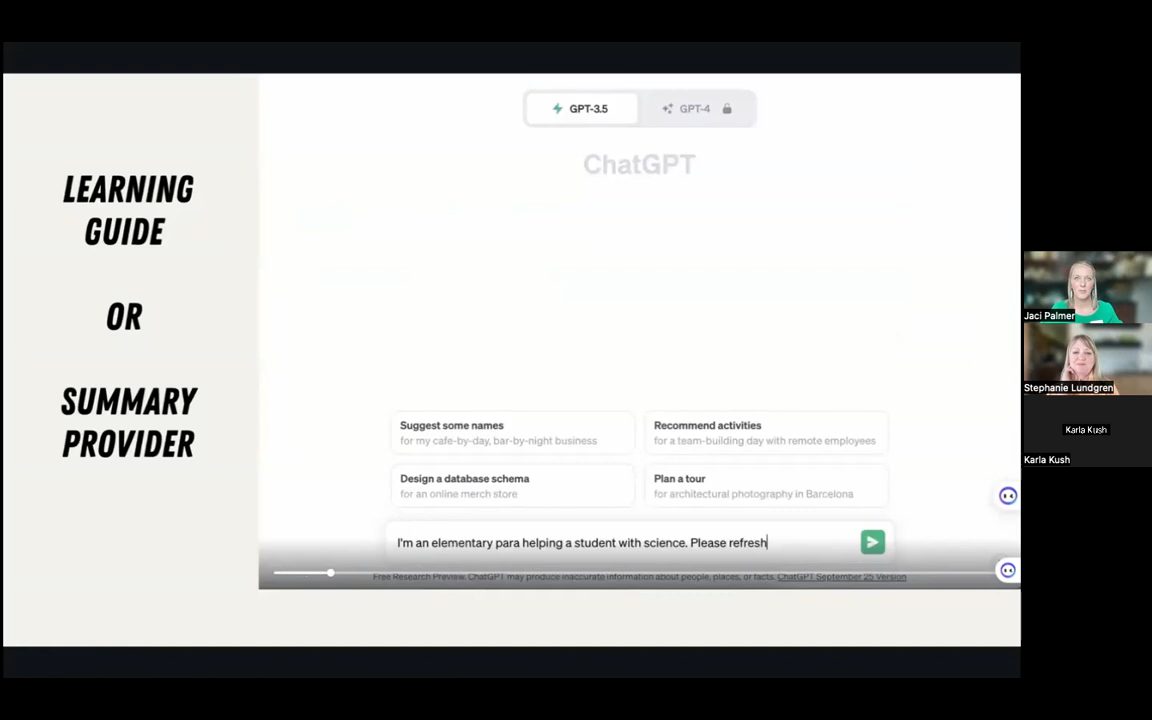 LEARNING
GUIDE
OR
SUMMARY
PROVIDER
GPT-3.5
GPT-4
ChatGPT
Suggest some names
for my cafe-by-day, bar-by-night business
Recommend activities
for a team-building day with remote employees
Design a database schema
for an online merch store
Plan a tour
for architectural photography in Barcelona
I'm an elementary para helping a student with science. Please refresh
Free Research Preview. ChatGPT may produce inaccurate information about people, places, or facts. ChatGPT September 25 Version
Jaci Palmer
Stephanie Lundgren
Karla Kush
Karla Kush